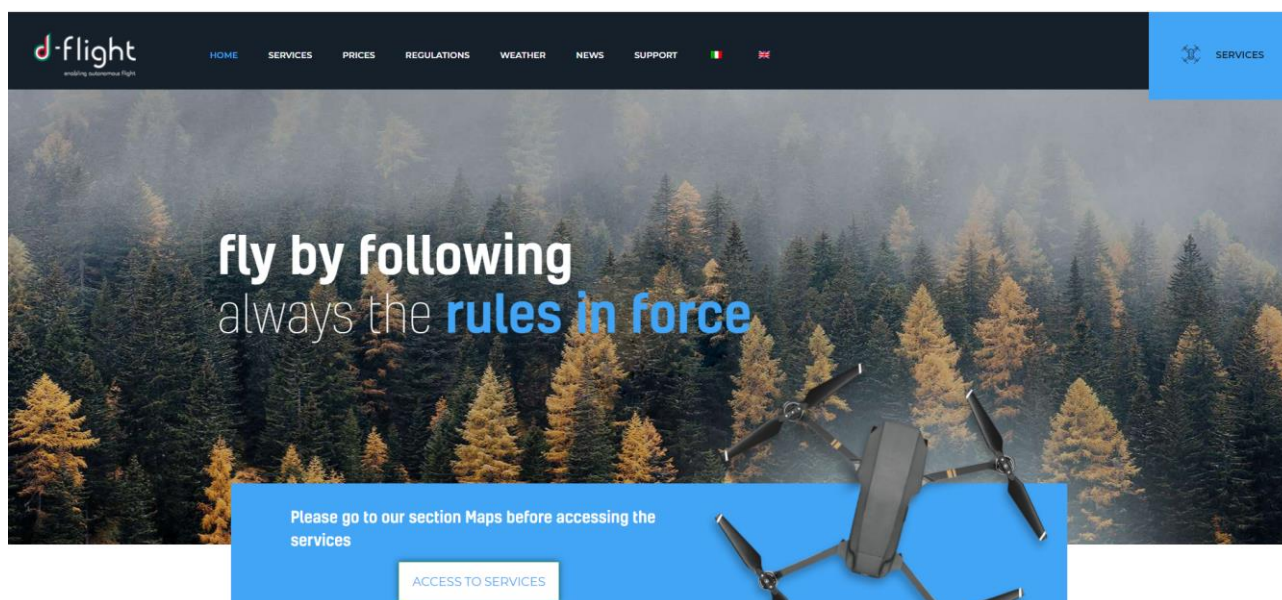 d-flight
enabling autonomous flight
HOME
SERVICES
PRICES
REGULATIONS
WEATHER
NEWS
SUPPORT
SERVICES
fly by following
always the rules in force
Please go to our section Maps before accessing the
services
ACCESS TO SERVICES